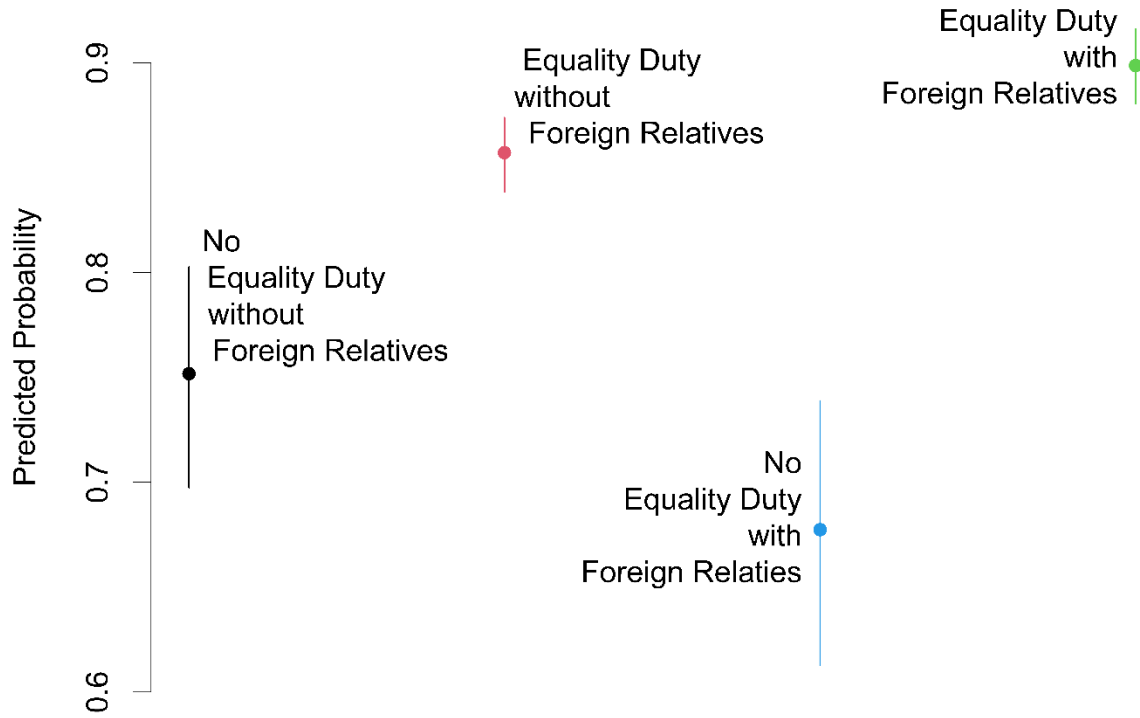 Predicted Probability
0.9
0.8
0.7
0.6
No
Equality Duty
without
Foreign Relatives
Equality Duty
without
Foreign Relatives
No
Equality Duty
with
Foreign Relaties
Equality Duty
with
Foreign Relatives